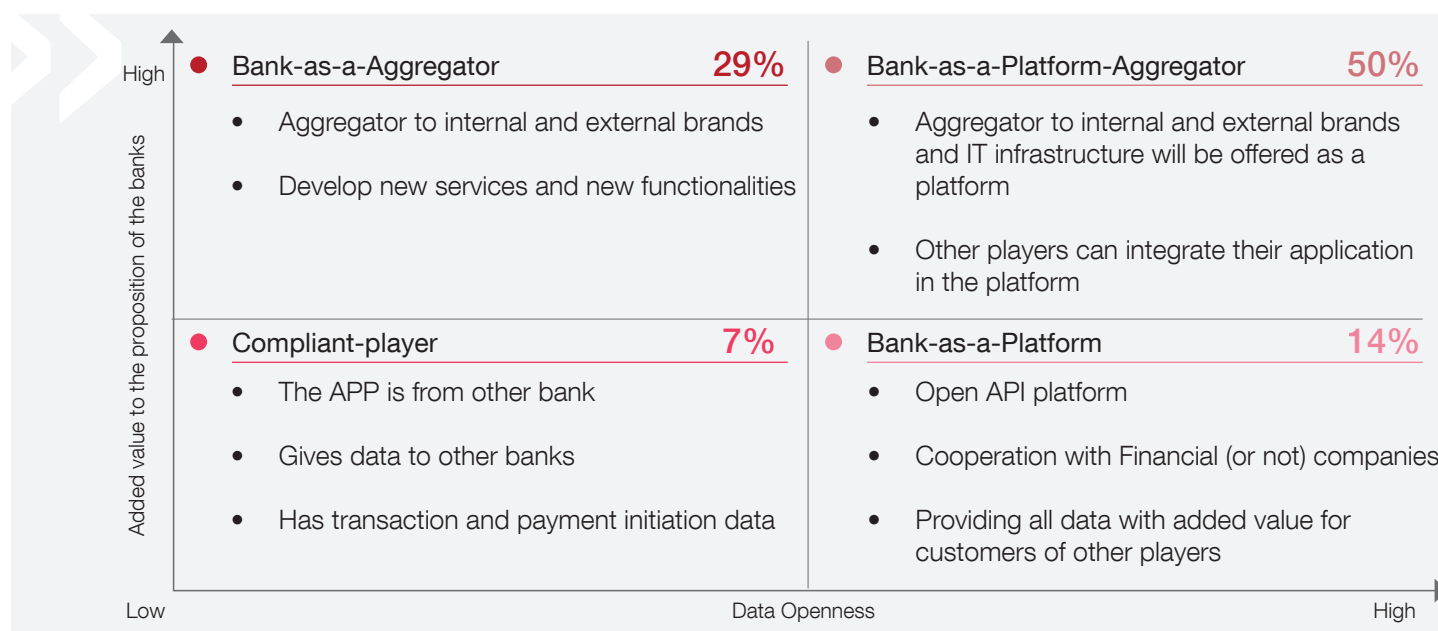 High
Added value to the proposition of the banks
Bank-as-a-Aggregator 29%
• Aggregator to internal and external brands
• Develop new services and new functionalities
Bank-as-a-Platform-Aggregator 50%
• Aggregator to internal and external brands
and IT infrastructure will be offered as a
platform
• Other players can integrate their application
in the platform
Compliant-player 7%
• The APP is from other bank
• Gives data to other banks
• Has transaction and payment initiation data
Bank-as-a-Platform 14%
• Open API platform
• Cooperation with Financial (or not) companies
• Providing all data with added value for
customers of other players
Low
Data Openness
High